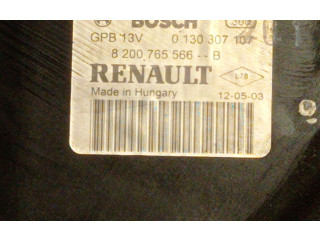 BOSCH
GPB 13V 0 130 307 107
8 200 765 566 -- B
RENAULT
Made in Hungary 12-05-03